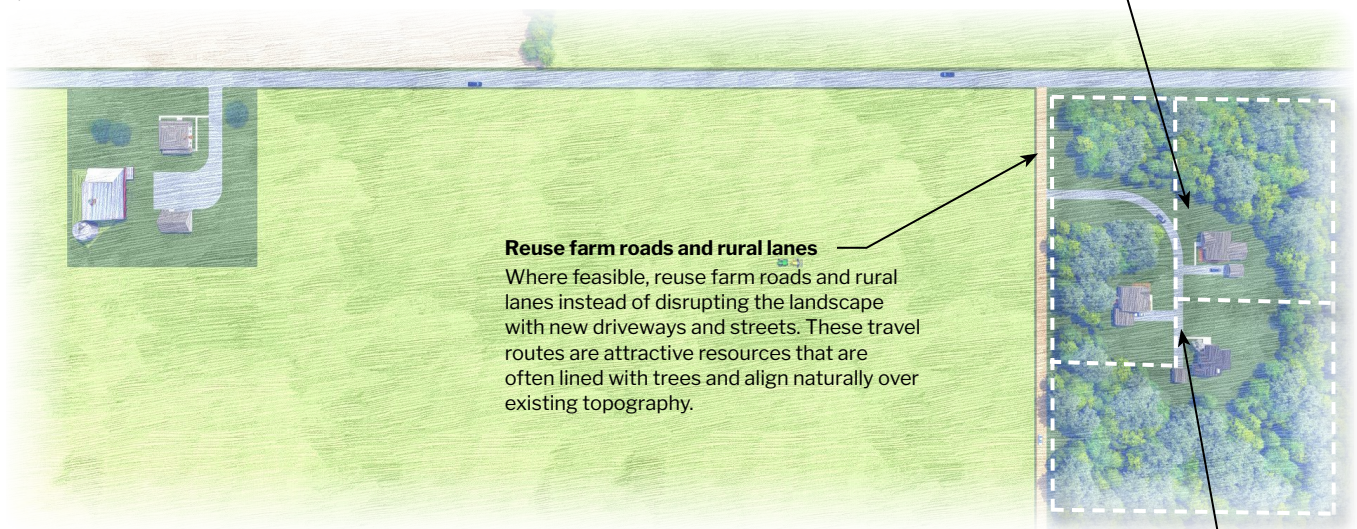 Reuse farm roads and rural lanes
Where feasible, reuse farm roads and rural
lanes instead of disrupting the landscape
with new driveways and streets. These travel
routes are attractive resources that are
often lined with trees and align naturally over
existing topography.